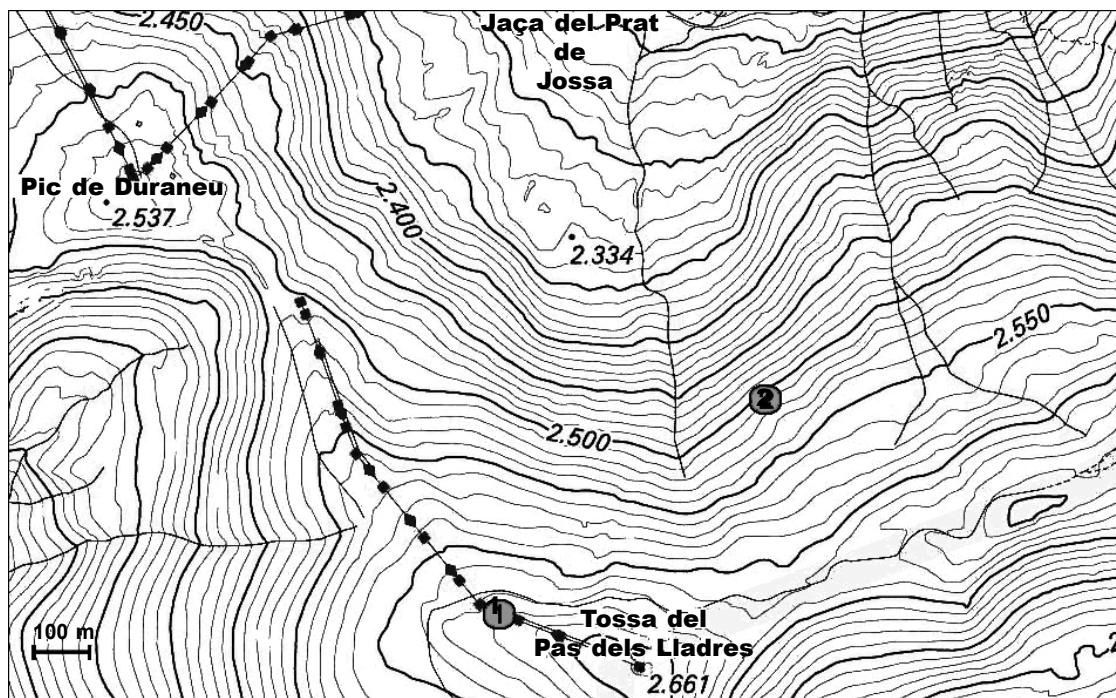 2.450
Jaça del Prat
de
Jossa
Pic de Duraneu
2.537
2.400
2.334
2.550
2
2.500
1
Tossa del
Pas dels Lladres
100 m
2.661